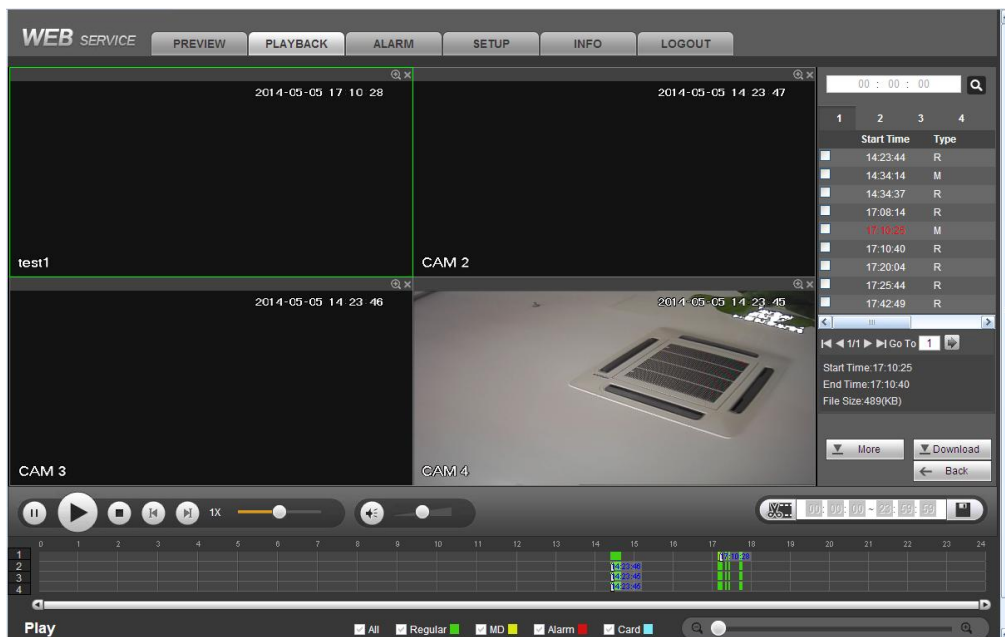 WEB SERVICE PREVIEW PLAYBACK ALARM SETUP INFO LOGOUT
2014-05-05 17 10 28
test1
2014-05-05 14 23 47
CAM 2
2014-05-05 14 23 46
CAM 3
2014-05-05 14 23 45
CAM 4
00 : 00 : 00
1 2 3 4
Start Time Type
14:23:44 R
14:34:14 M
14:34:37 R
17:08:14 R
17:10:25 M
17:10:40 R
17:20:04 R
17:25:44 R
17:42:49 R
1/1 Go To 1
Start Time:17:10:25
End Time:17:10:40
File Size:489(KB)
More Download
Back
1X
00: 00: 00 ~ 23: 59: 59
0 1 2 3 4 5 6 7 8 9 10 11 12 13 14 15 16 17 18 19 20 21 22 23 24
1 17:10:28
2 14:23:46
3 14:23:45
4 14:23:45
Play All Regular MD Alarm Card